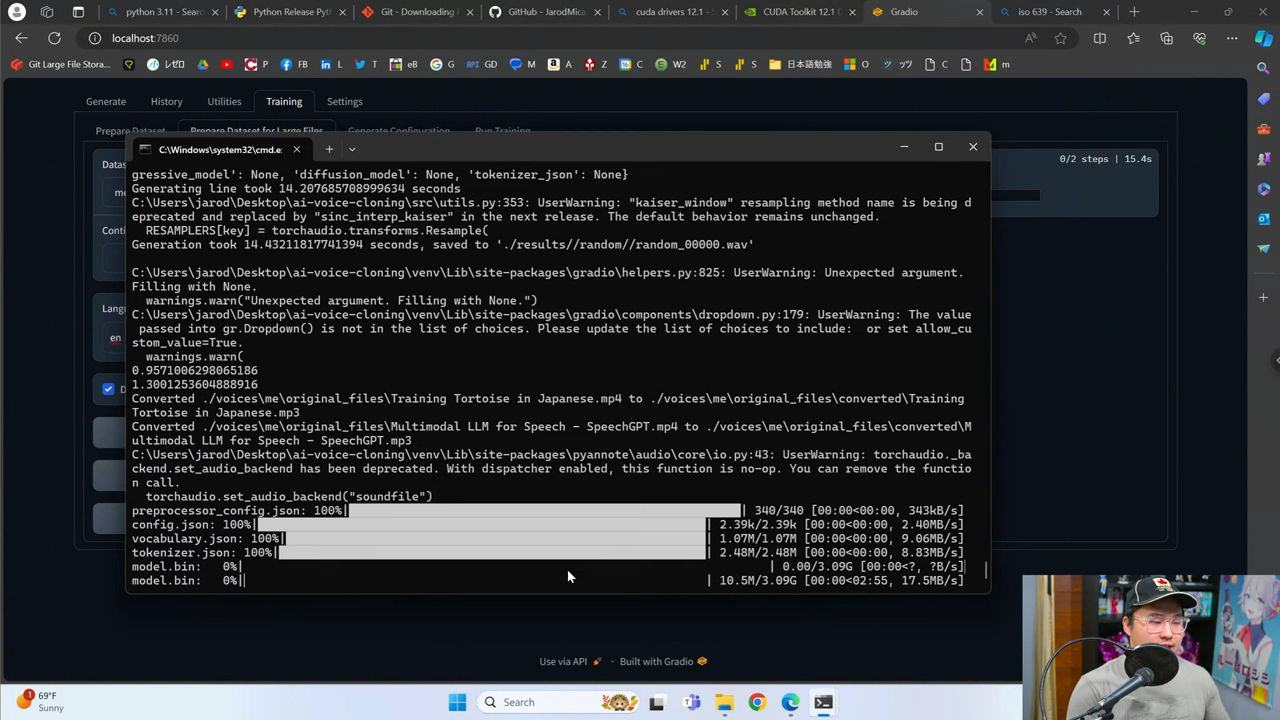 python 3.11 - Searc
Python Release Pyth
Git - Downloading
GitHub - JarodMica
cuda drivers 12.1 -
CUDA Toolkit 12.1
Gradio
iso 639 - Search
localhost:7860
Git Large File Stora...
レゼロ
FB
in L
T
eB
G
GD
M
Z
C
W2
S
S
日本語勉強
O
ッツ
C
C
m
Generate
History
Utilities
Training
Settings
Prepare Dataset
Prepare Dataset for Large Files
Generate Configuration
Run Training
C:\Windows\system32\cmd.e
0/2 steps | 15.4s
Langu
en
gressive_model': None, 'diffusion_model': None, 'tokenizer_json': None}
Generating line took 14.207685708999634 seconds
C:\Users\jarod\Desktop\ai-voice-cloning\src\utils.py:353: UserWarning: "kaiser_window" resampling method name is being d
eprecated and replaced by "sinc_interp_kaiser" in the next release. The default behavior remains unchanged.
RESAMPLERS[key] = torchaudio.transforms.Resample(
Generation took 14.43211817741394 seconds, saved to './results//random//random_00000.wav'
C:\Users\jarod\Desktop\ai-voice-cloning\venv\Lib\site-packages\gradio\helpers.py:825: UserWarning: Unexpected argument.
Filling with None.
warnings.warn("Unexpected argument. Filling with None.")
C:\Users\jarod\Desktop\ai-voice-cloning\venv\Lib\site-packages\gradio\components\dropdown.py:179: UserWarning: The value
passed into gr.Dropdown() is not in the list of choices. Please update the list of choices to include: or set allow_cu
stom_value=True.
warnings.warn(
0.9571006298065186
1.3001253604888916
Converted ./voices\me\original_files\Training Tortoise in Japanese.mp4 to ./voices\me\original_files\converted\Training
Tortoise in Japanese.mp3
Converted ./voices\me\original_files\Multimodal LLM for Speech - SpeechGPT.mp4 to ./voices\me\original_files\converted\M
ultimodal LLM for Speech - SpeechGPT.mp3
C:\Users\jarod\Desktop\ai-voice-cloning\venv\Lib\site-packages\pyannote\audio\core\io.py:43: UserWarning: torchaudio._ba
ckend.set_audio_backend has been deprecated. With dispatcher enabled, this function is no-op. You can remove the functio
n call.
torchaudio.set_audio_backend("soundfile")
preprocessor_config.json: 100%| | 340/340 [00:00<00:00, 343kB/s]
config.json: 100%| | 2.39k/2.39k [00:00<00:00, 2.40MB/s]
vocabulary.json: 100%| | 1.07M/1.07M [00:00<00:00, 9.06MB/s]
tokenizer.json: 100%| | 2.48M/2.48M [00:00<00:00, 8.83MB/s]
model.bin: 0%| | 0.00/3.09G [00:00<?, ?B/s]
model.bin: 0%| | 10.5M/3.09G [00:00<02:55, 17.5MB/s]
Use via API · Built with Gradio
69°F
Sunny
Search